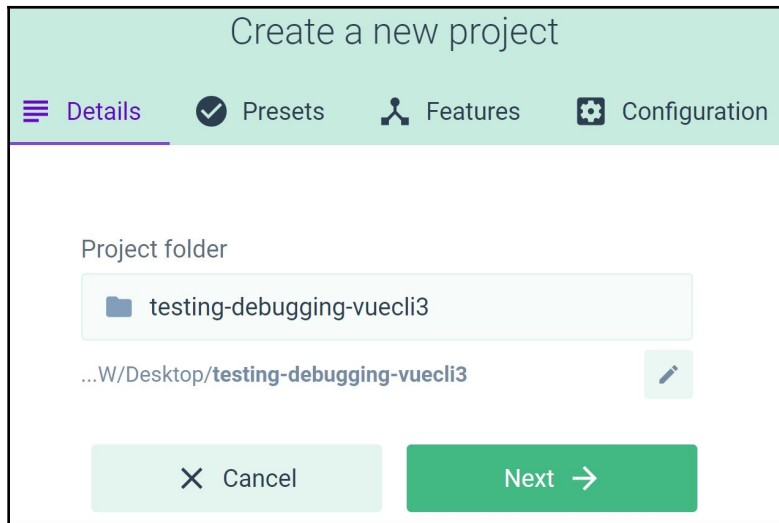 Create a new project
Details Presets Features Configuration
Project folder
testing-debugging-vuecli3
...W/Desktop/testing-debugging-vuecli3
Cancel Next